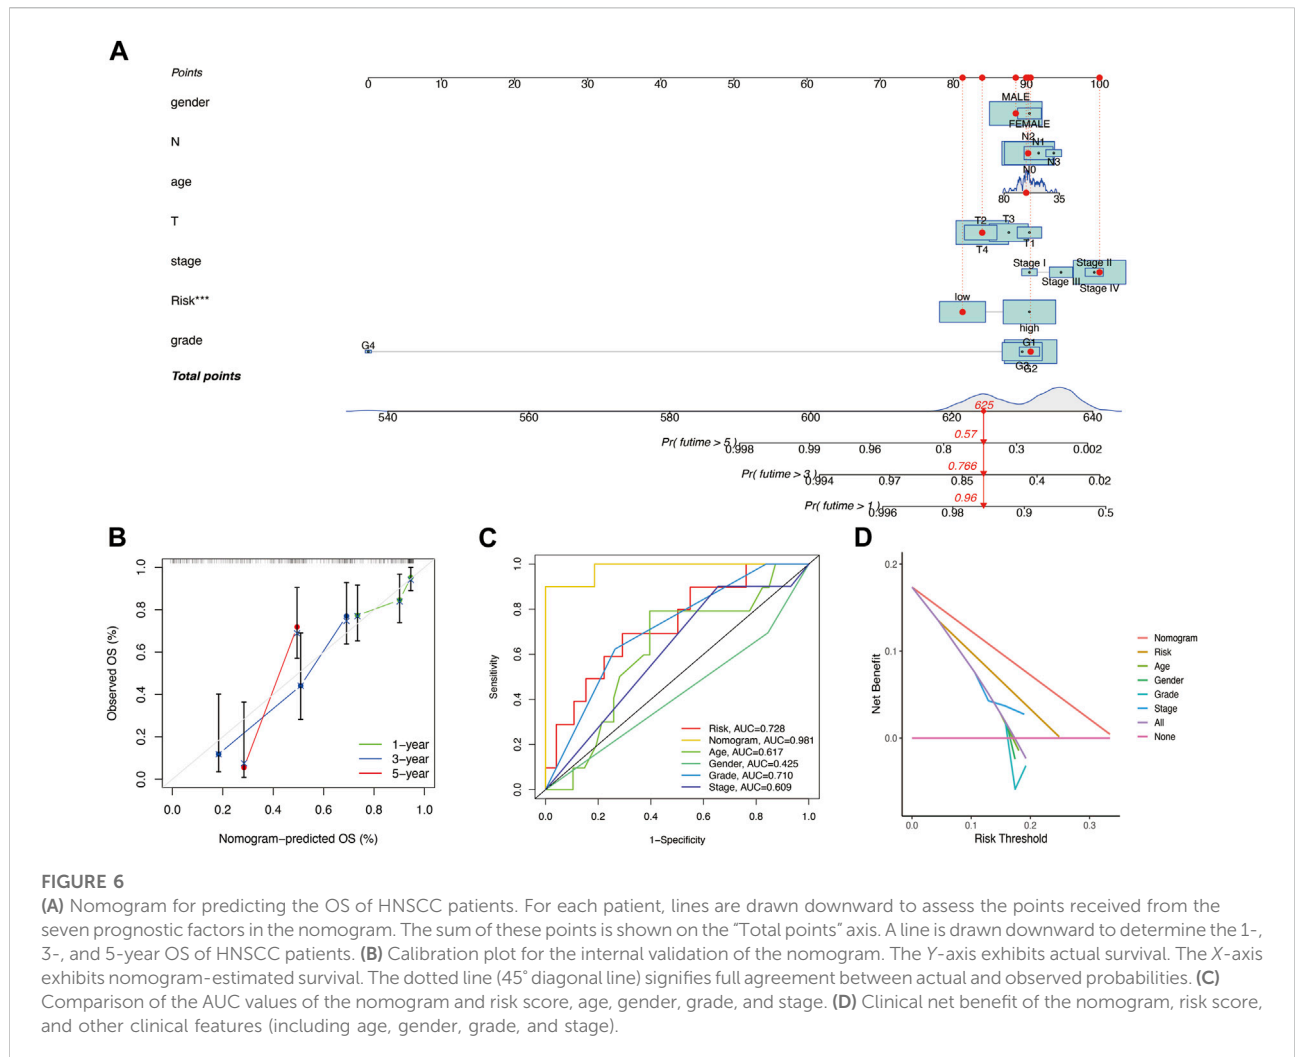 A
Points
0 10 20 30 40 50 60 70 80 90 100
gender
MALE
FEMALE
N
N2
N1
N3
N0
age
80 35
T
T2 T3
T4 T1
stage
Stage I Stage II
Stage III
Stage IV
Risk***
low
high
grade
G4 G1
G3 G2
Total points
625
540 560 580 600 620 640
0.57
Pr( futime > 5 )
0.998 0.99 0.96 0.8 0.3 0.002
0.766
Pr( futime > 3 )
0.994 0.97 0.85 0.4 0.02
0.96
Pr( futime > 1 )
0.996 0.98 0.9 0.5
B
Observed OS (%)
1.0
0.8
0.6
0.4
0.2
0.0
1-year
3-year
5-year
0.0 0.2 0.4 0.6 0.8 1.0
Nomogram-predicted OS (%)
C
Sensitivity
1.0
0.8
0.6
0.4
0.2
0.0
Risk, AUC=0.728
Nomogram, AUC=0.981
Age, AUC=0.617
Gender, AUC=0.425
Grade, AUC=0.710
Stage, AUC=0.609
0.0 0.2 0.4 0.6 0.8 1.0
1-Specificity
D
Net Benefit
0.2
0.1
0.0
0.0 0.1 0.2 0.3
Risk Threshold
Nomogram
Risk
Age
Gender
Grade
Stage
All
None
FIGURE 6
(A) Nomogram for predicting the OS of HNSCC patients. For each patient, lines are drawn downward to assess the points received from the
seven prognostic factors in the nomogram. The sum of these points is shown on the "Total points" axis. A line is drawn downward to determine the 1-,
3-, and 5-year OS of HNSCC patients. (B) Calibration plot for the internal validation of the nomogram. The Y-axis exhibits actual survival. The X-axis
exhibits nomogram-estimated survival. The dotted line (45° diagonal line) signifies full agreement between actual and observed probabilities. (C)
Comparison of the AUC values of the nomogram and risk score, age, gender, grade, and stage. (D) Clinical net benefit of the nomogram, risk score,
and other clinical features (including age, gender, grade, and stage).